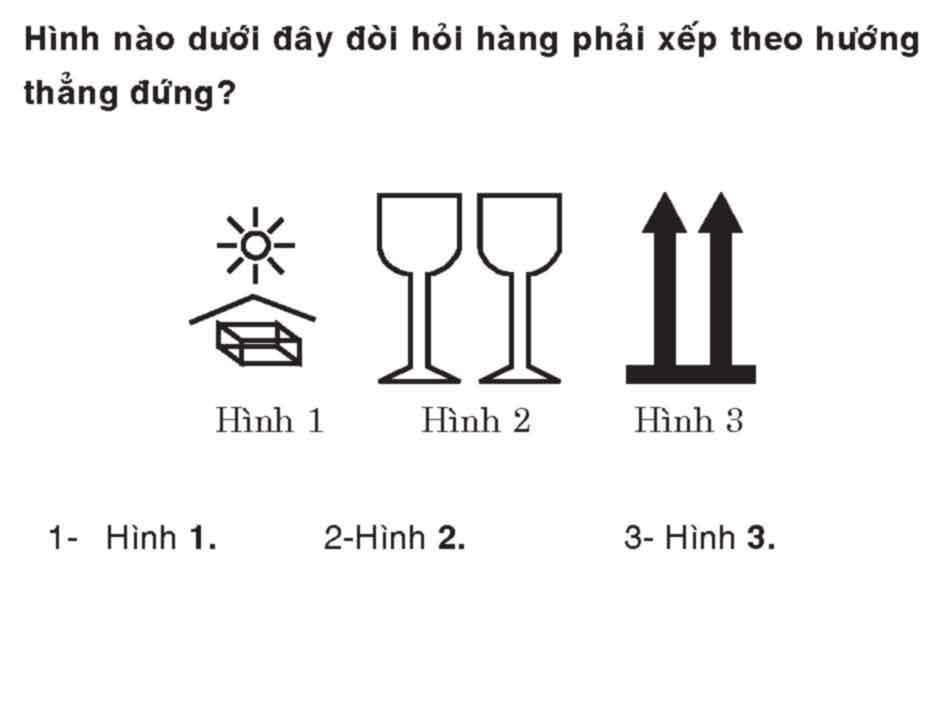 Hình nào dưới đây đòi hỏi hàng phải xếp theo hướng
thẳng đứng?
Hình 1 Hình 2 Hình 3
1- Hình 1. 2-Hình 2. 3- Hình 3.